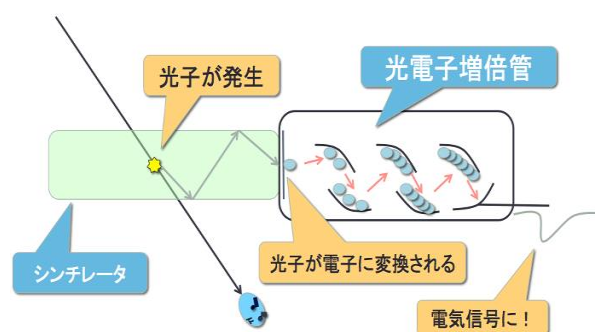 光子が発生
光電子増倍管
シンチレータ
光子が電子に変換される
電気信号に！